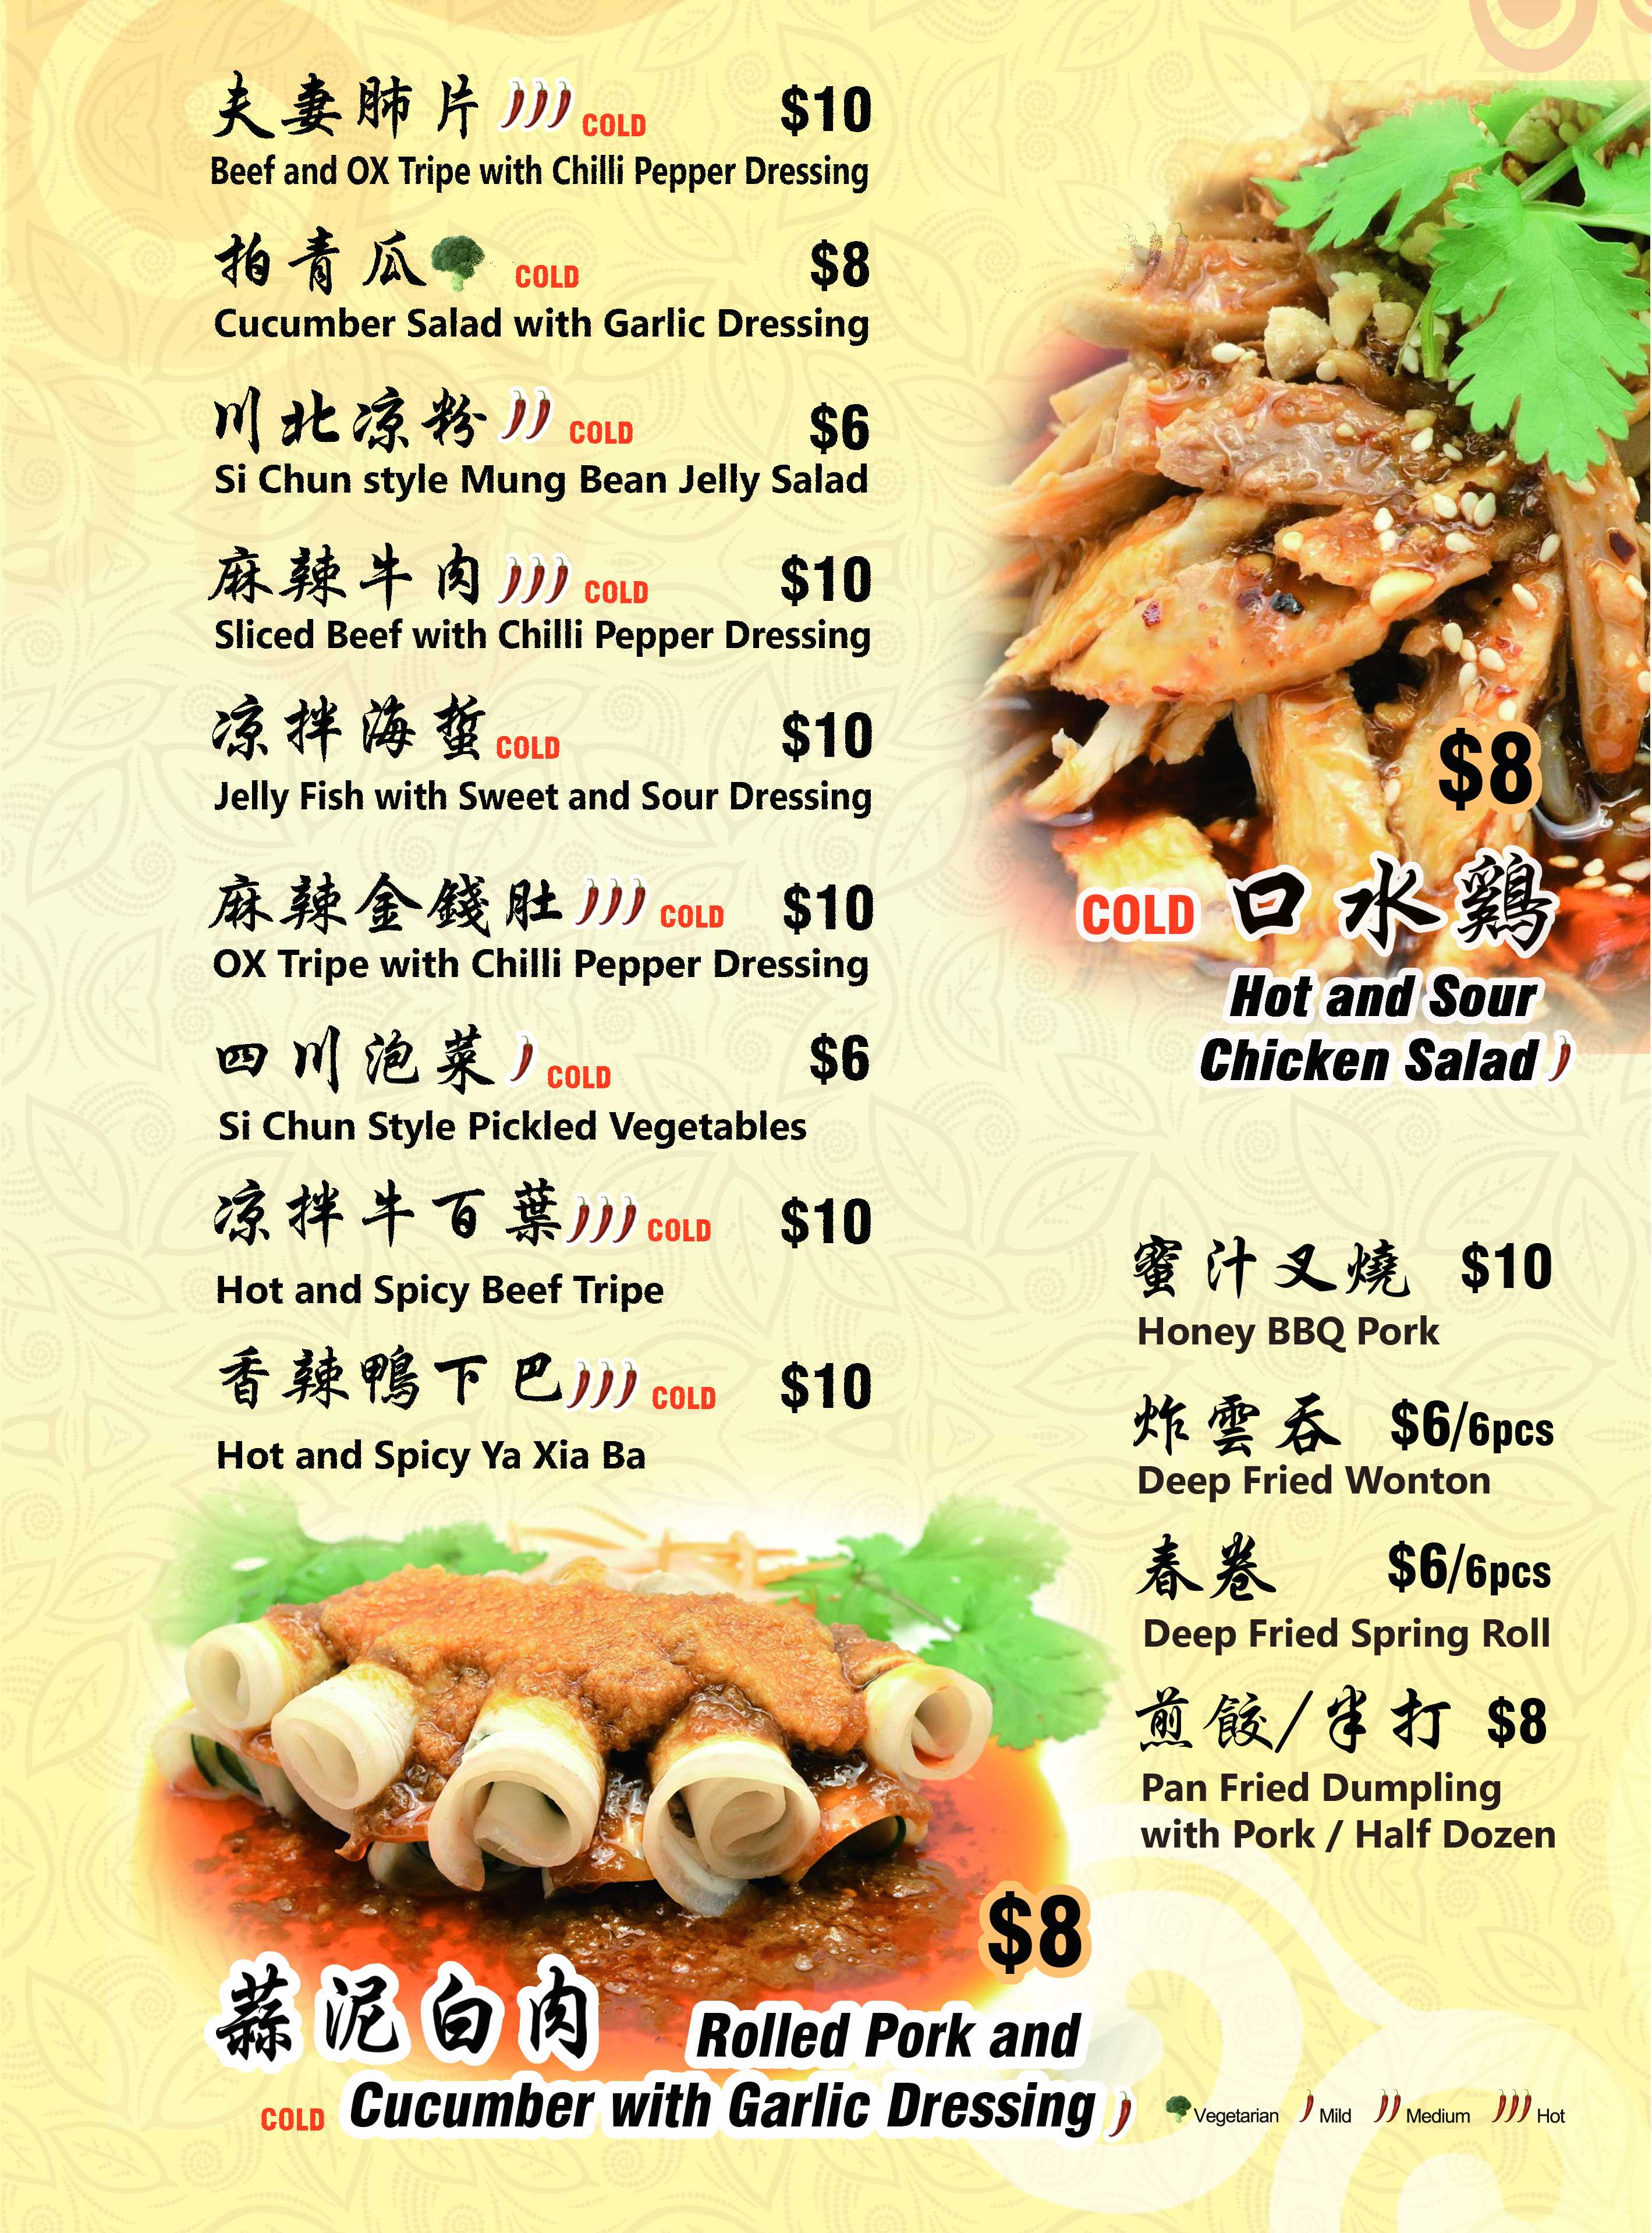 夫妻肺片 COLD $10
Beef and OX Tripe with Chilli Pepper Dressing
拍青瓜 COLD $8
Cucumber Salad with Garlic Dressing
川北凉粉 COLD $6
Si Chun style Mung Bean Jelly Salad
麻辣牛肉 COLD $10
Sliced Beef with Chilli Pepper Dressing
凉拌海蜇 COLD $10
Jelly Fish with Sweet and Sour Dressing
麻辣金錢肚 COLD $10
OX Tripe with Chilli Pepper Dressing
四川泡菜 COLD $6
Si Chun Style Pickled Vegetables
凉拌牛百葉 COLD $10
Hot and Spicy Beef Tripe
香辣鴨下巴 COLD $10
Hot and Spicy Ya Xia Ba
$8
COLD 口水鷄
Hot and Sour
Chicken Salad
蜜汁叉燒 $10
Honey BBQ Pork
炸雲吞 $6/6pcs
Deep Fried Wonton
春卷 $6/6pcs
Deep Fried Spring Roll
煎餃/半打 $8
Pan Fried Dumpling
with Pork / Half Dozen
$8
蒜泥白肉 Rolled Pork and
COLD Cucumber with Garlic Dressing
Vegetarian Mild Medium Hot